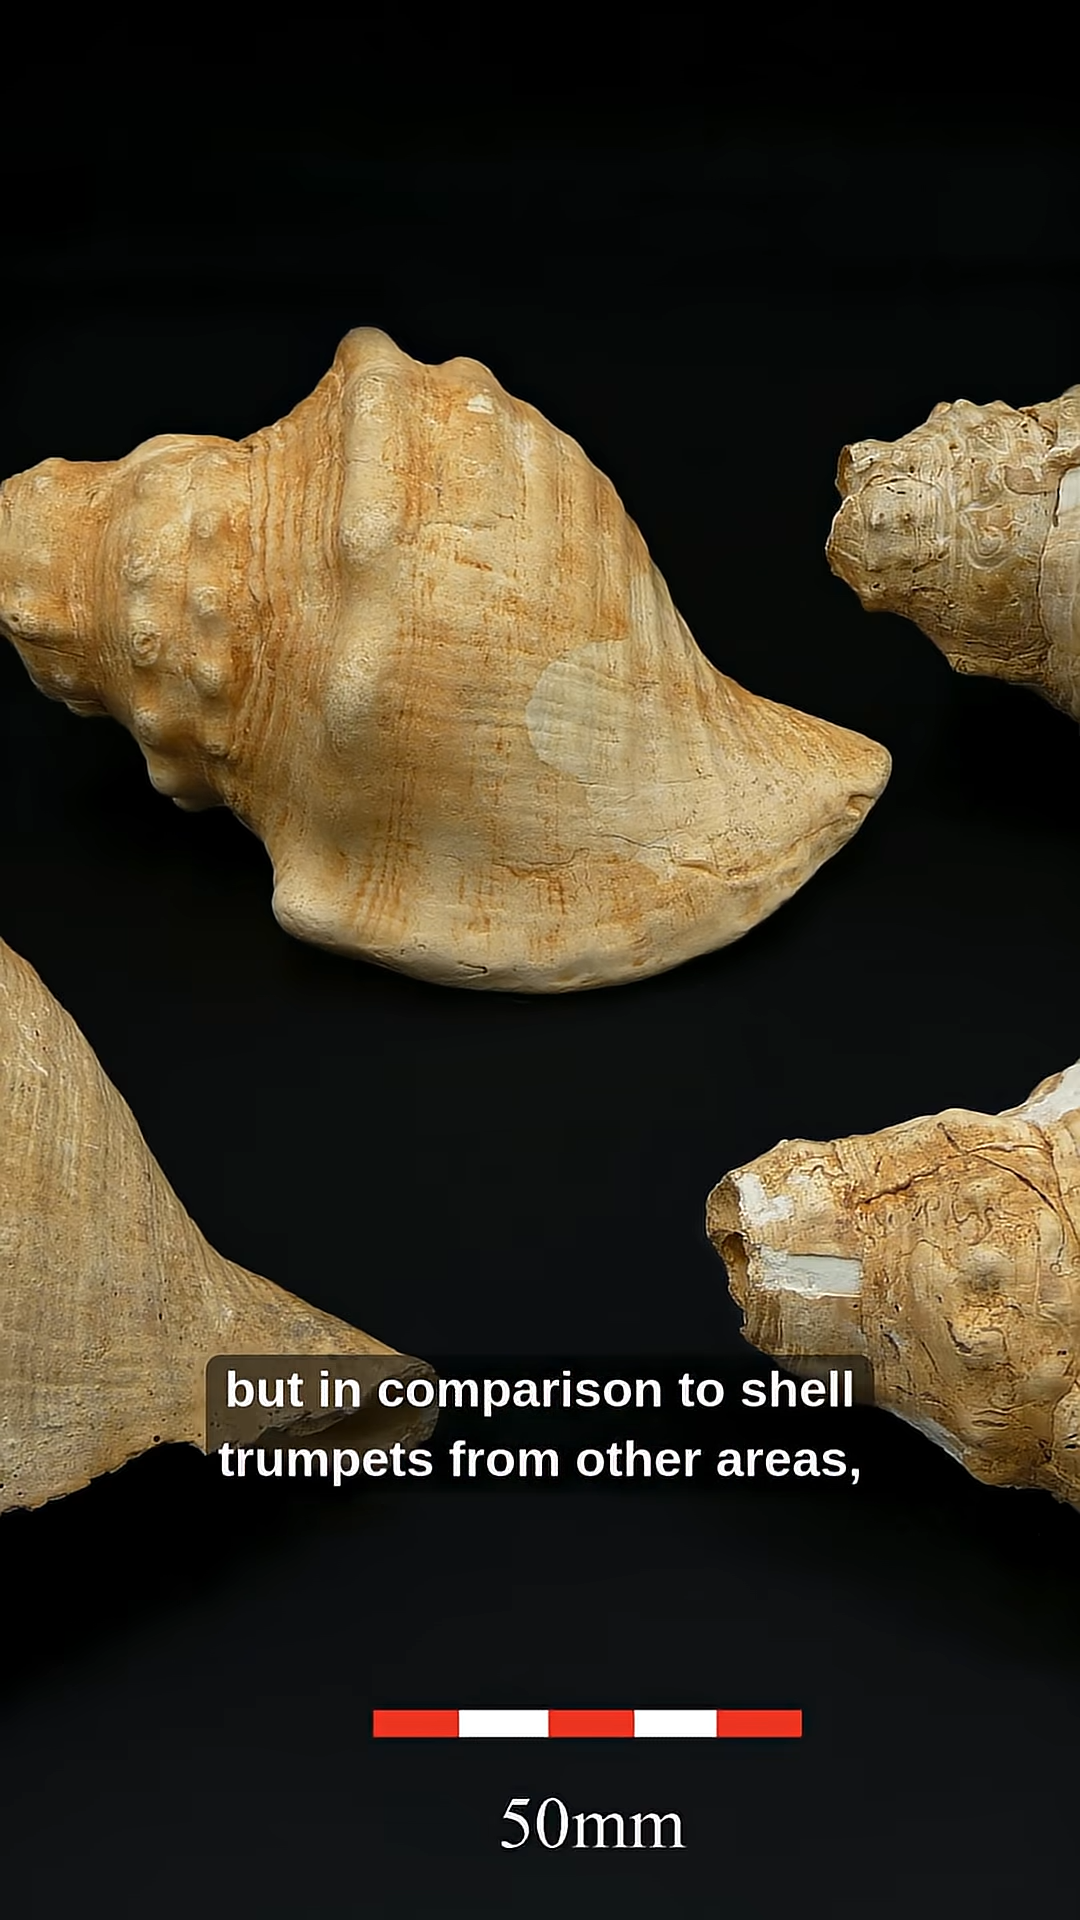 but in comparison to shell
trumpets from other areas,
50mm